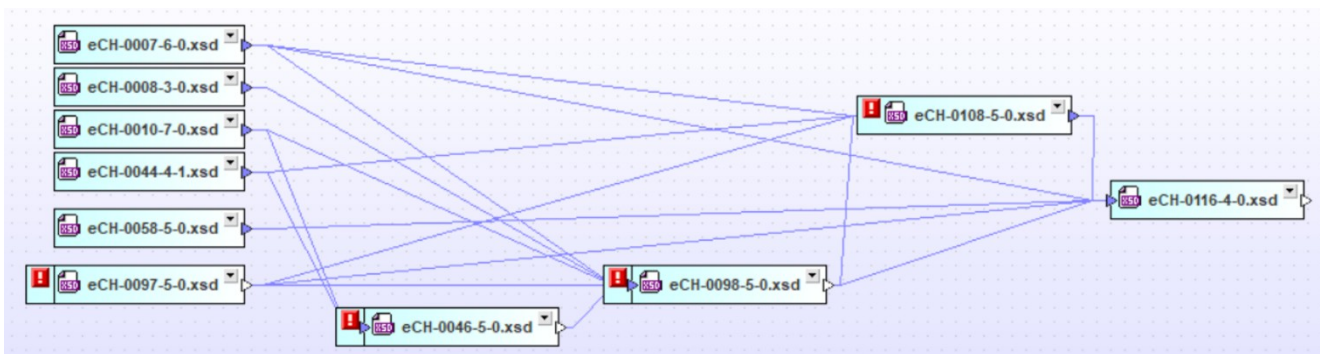 eCH-0007-6-0.xsd
eCH-0008-3-0.xsd
eCH-0010-7-0.xsd
eCH-0044-4-1.xsd
eCH-0058-5-0.xsd
eCH-0097-5-0.xsd
eCH-0046-5-0.xsd
eCH-0098-5-0.xsd
eCH-0108-5-0.xsd
eCH-0116-4-0.xsd